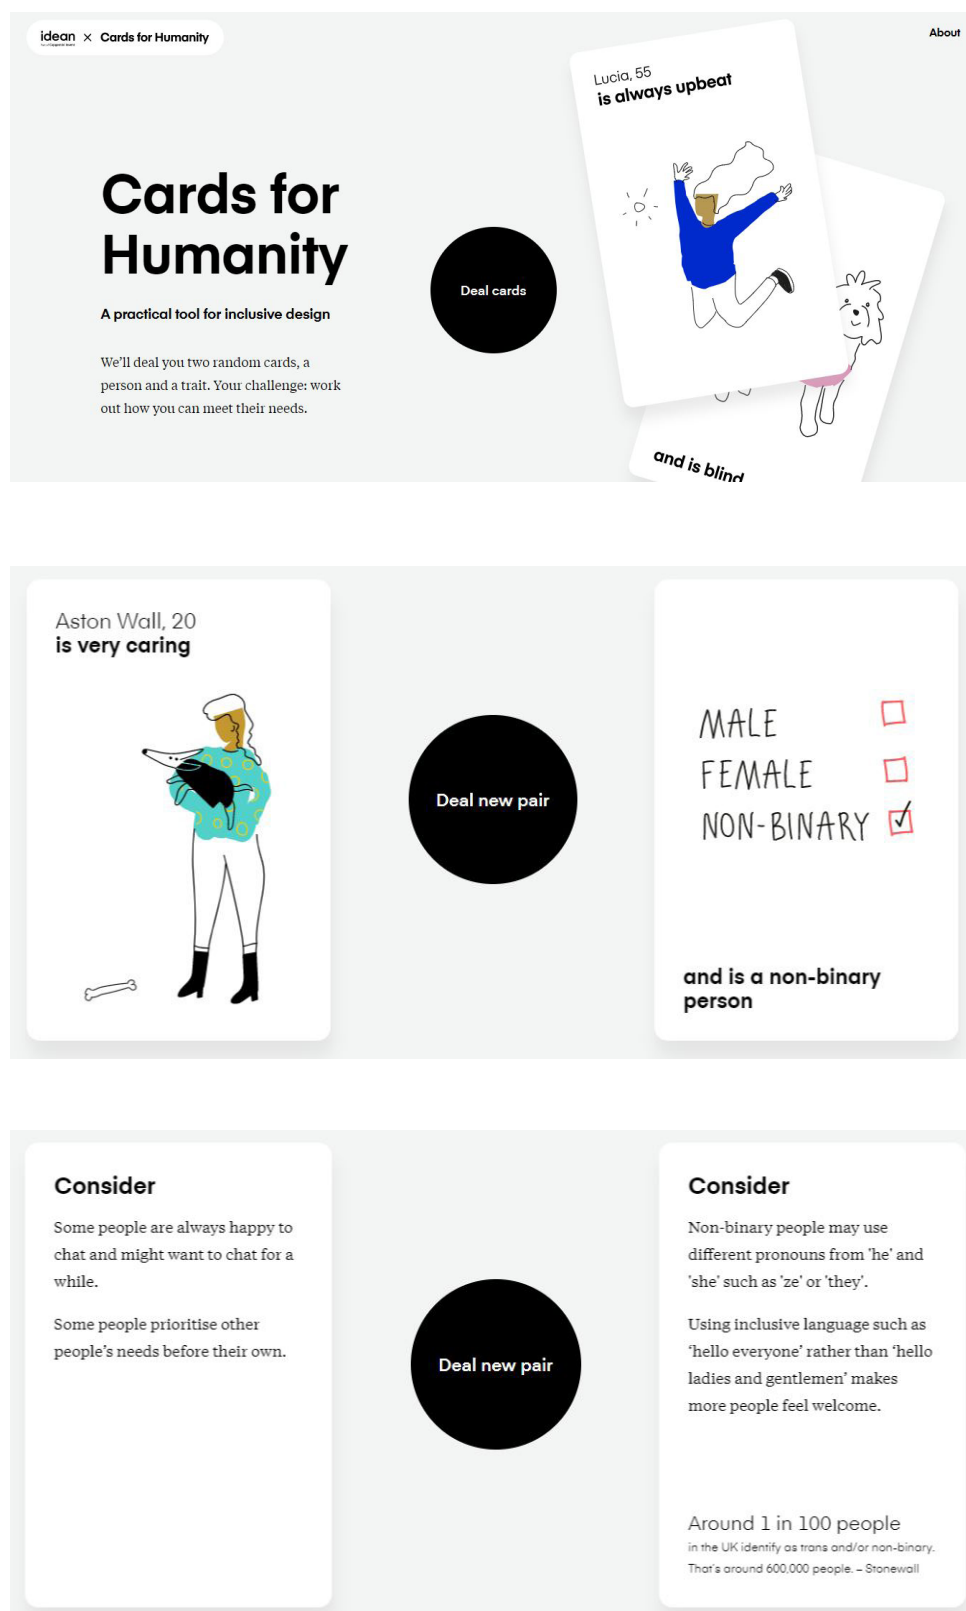 idean × Cards for Humanity
About
Lucia, 55
is always upbeat
Cards for
Humanity
A practical tool for inclusive design
We'll deal you two random cards, a
person and a trait. Your challenge: work
out how you can meet their needs.
Deal cards
and is blind
Aston Wall, 20
is very caring
Deal new pair
MALE
FEMALE
NON-BINARY
and is a non-binary
person
Consider
Some people are always happy to
chat and might want to chat for a
while.
Some people prioritise other
people's needs before their own.
Deal new pair
Consider
Non-binary people may use
different pronouns from 'he' and
'she' such as 'ze' or 'they'.
Using inclusive language such as
‘hello everyone’ rather than ‘hello
ladies and gentlemen’ makes
more people feel welcome.
Around 1 in 100 people
in the UK identify as trans and/or non-binary.
That's around 600,000 people. – Stonewall